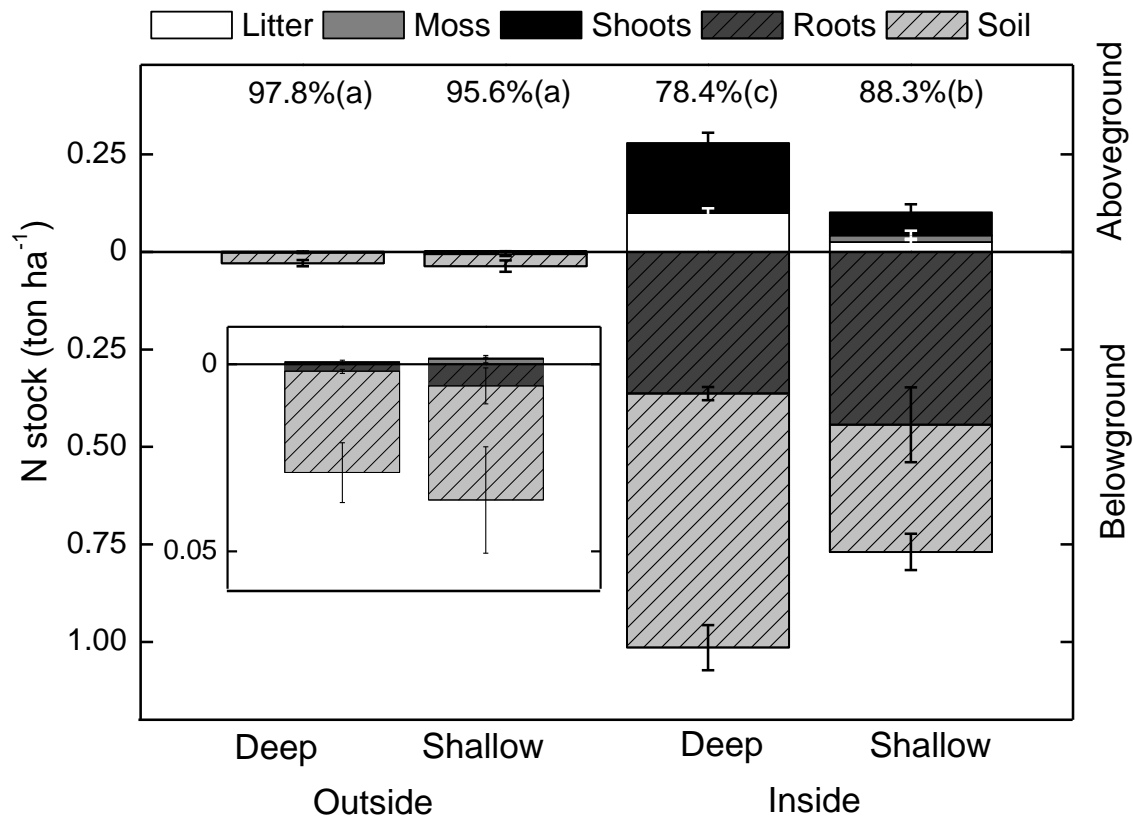 Litter Moss Shoots Roots Soil
97.8%(a) 95.6%(a) 78.4%(c) 88.3%(b)
N stock (ton ha⁻¹)
0.25
0
0.25
0.50
0.75
1.00
0
0.05
Aboveground
Belowground
Deep Shallow Deep Shallow
Outside Inside